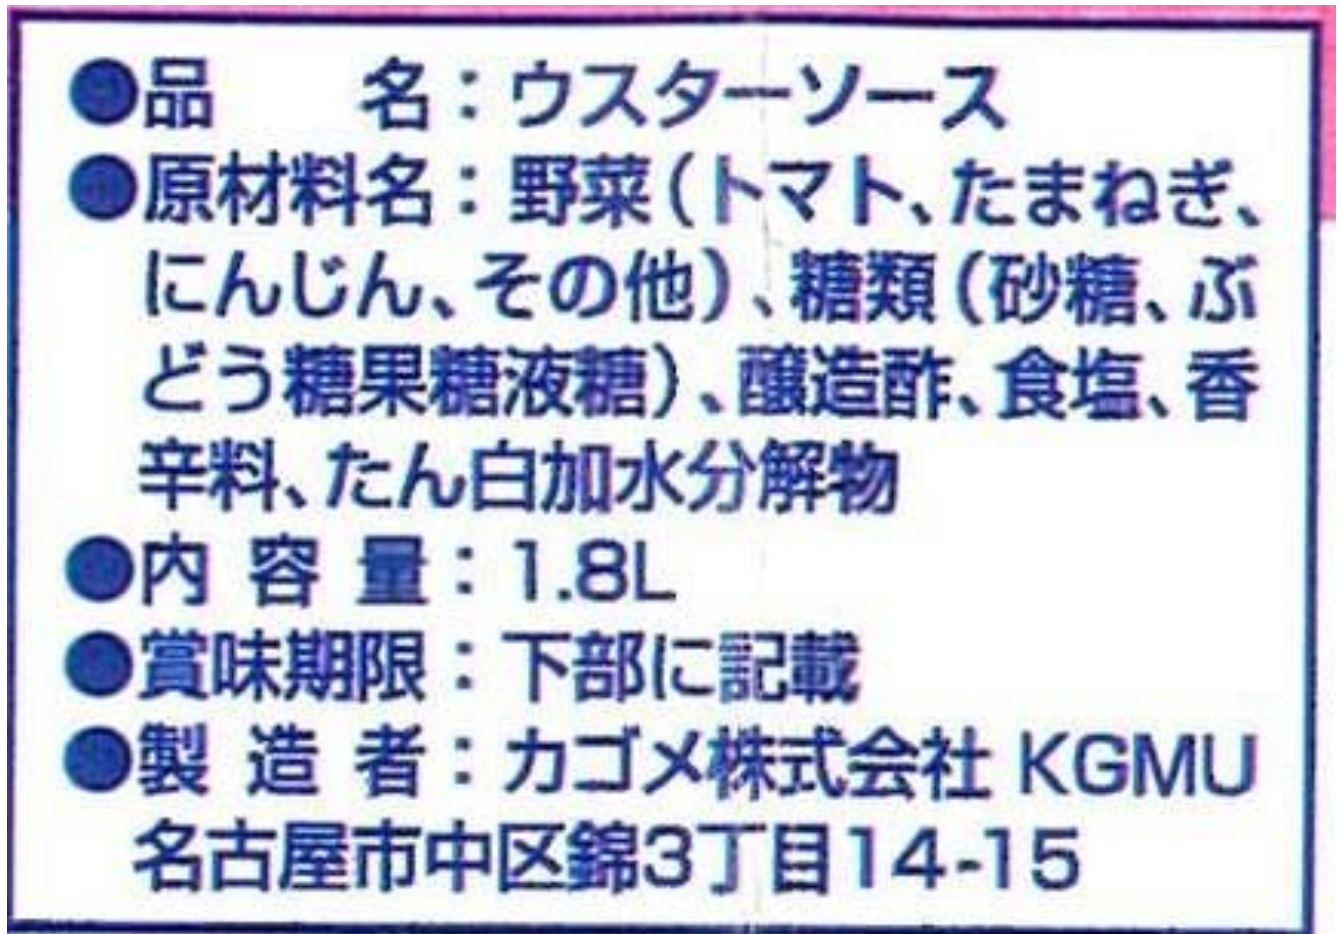 ●品　　名：ウスターソース
●原材料名：野菜（トマト、たまねぎ、
にんじん、その他）、糖類（砂糖、ぶ
どう糖果糖液糖）、醸造酢、食塩、香
辛料、たん白加水分解物
●内 容 量：1.8L
●賞味期限：下部に記載
●製 造 者：カゴメ株式会社 KGMU
名古屋市中区錦3丁目14-15